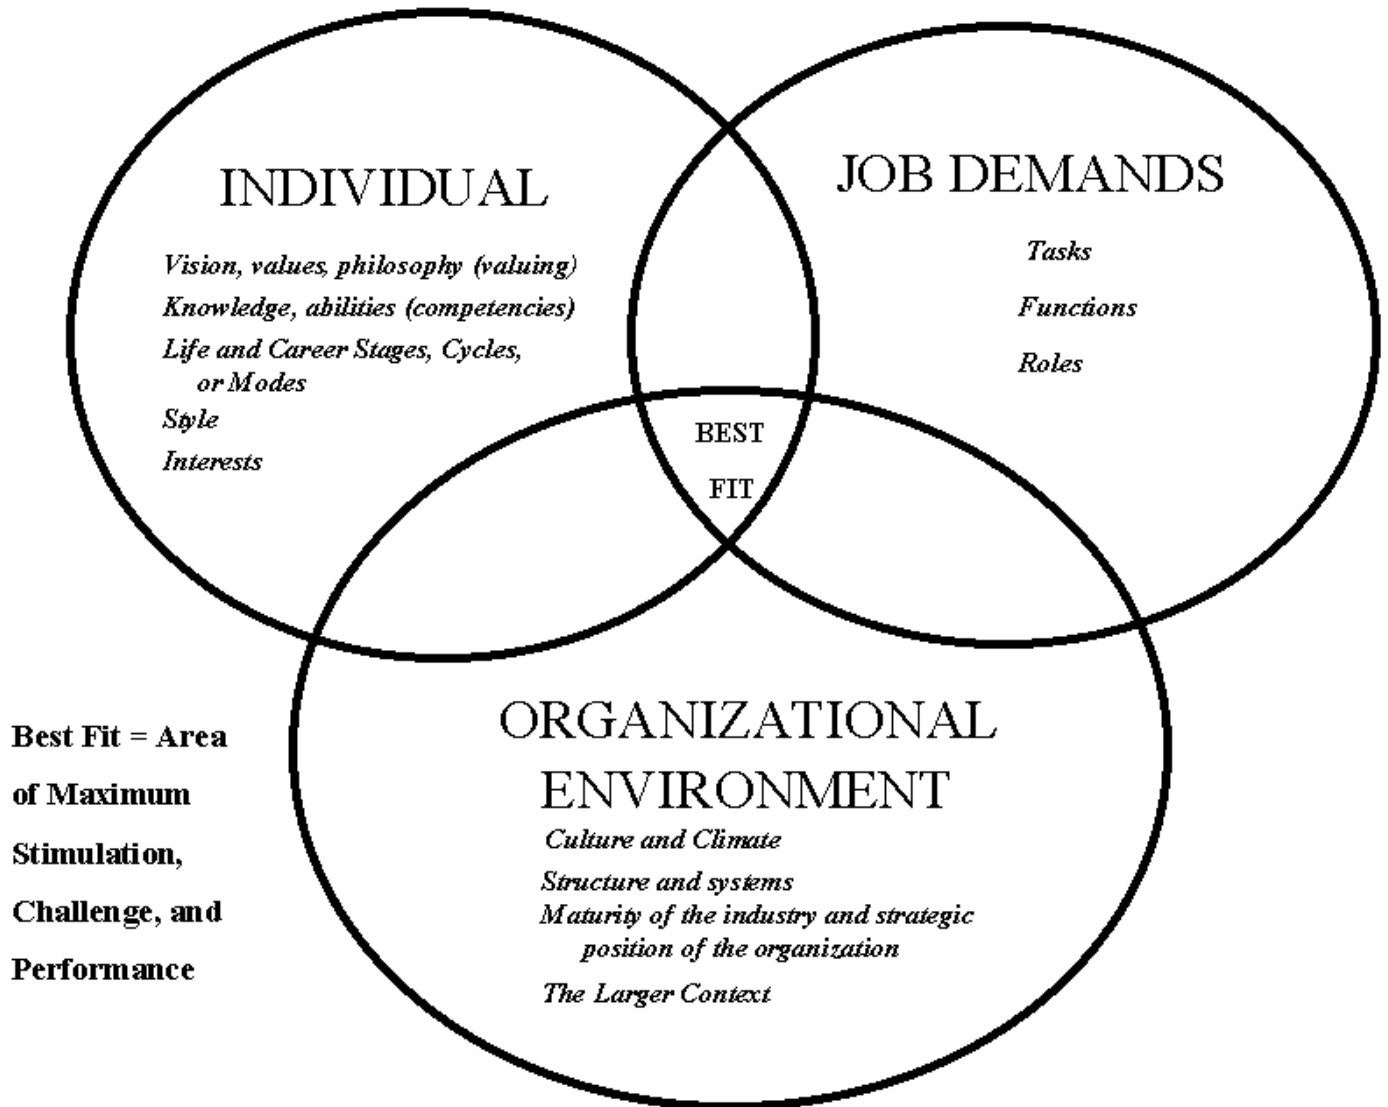 INDIVIDUAL
Vision, values, philosophy (valuing)
Knowledge, abilities (competencies)
Life and Career Stages, Cycles,
or Modes
Style
Interests
JOB DEMANDS
Tasks
Functions
Roles
BEST
FIT
ORGANIZATIONAL
ENVIRONMENT
Culture and Climate
Structure and systems
Maturity of the industry and strategic
position of the organization
The Larger Context
Best Fit = Area
of Maximum
Stimulation,
Challenge, and
Performance